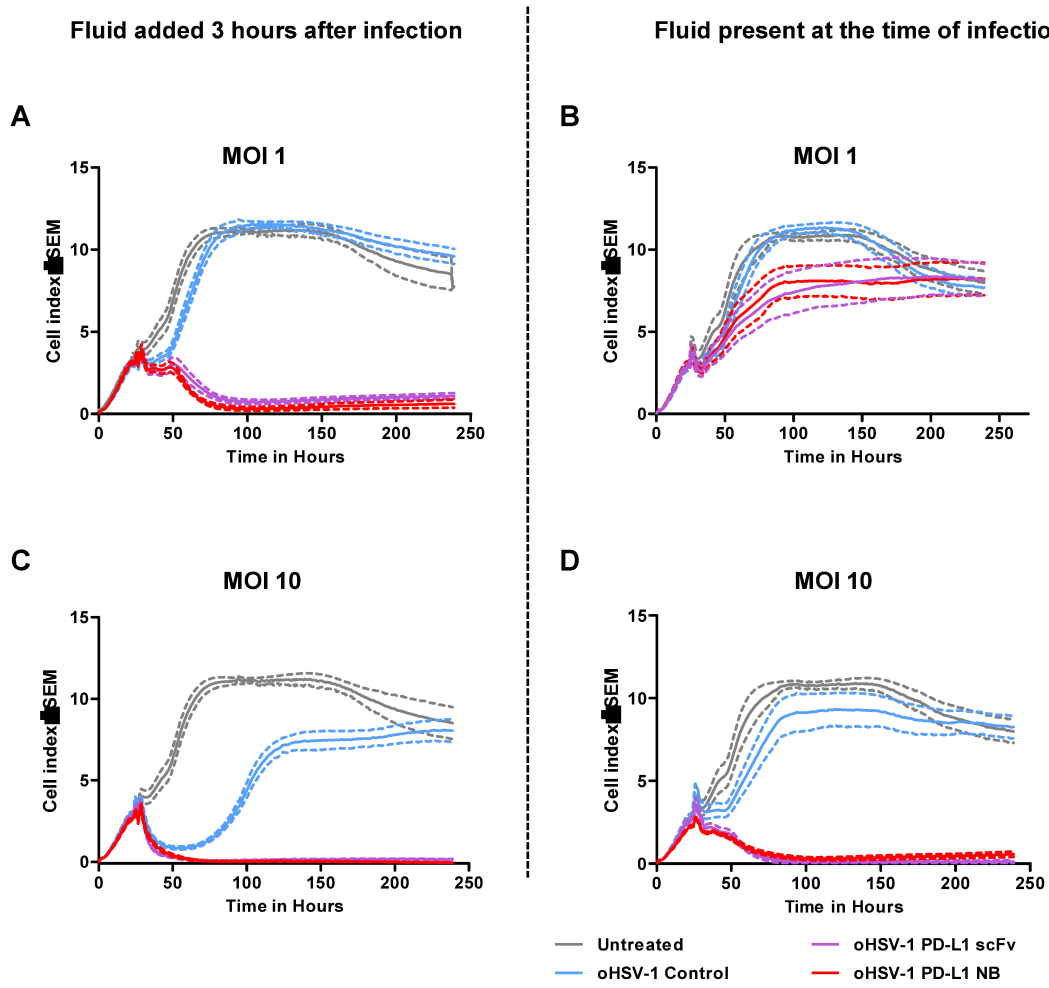 Fluid added 3 hours after infection
Fluid present at the time of infectio
A
MOI 1
15
10
5
0
Cell index SEM
0 50 100 150 200 250
Time in Hours
B
MOI 1
15
10
5
0
Cell index SEM
0 50 100 150 200 250
Time in Hours
C
MOI 10
15
10
5
0
Cell index SEM
0 50 100 150 200 250
Time in Hours
D
MOI 10
15
10
5
0
Cell index SEM
0 50 100 150 200 250
Time in Hours
Untreated
oHSV-1 Control
oHSV-1 PD-L1 scFv
oHSV-1 PD-L1 NB